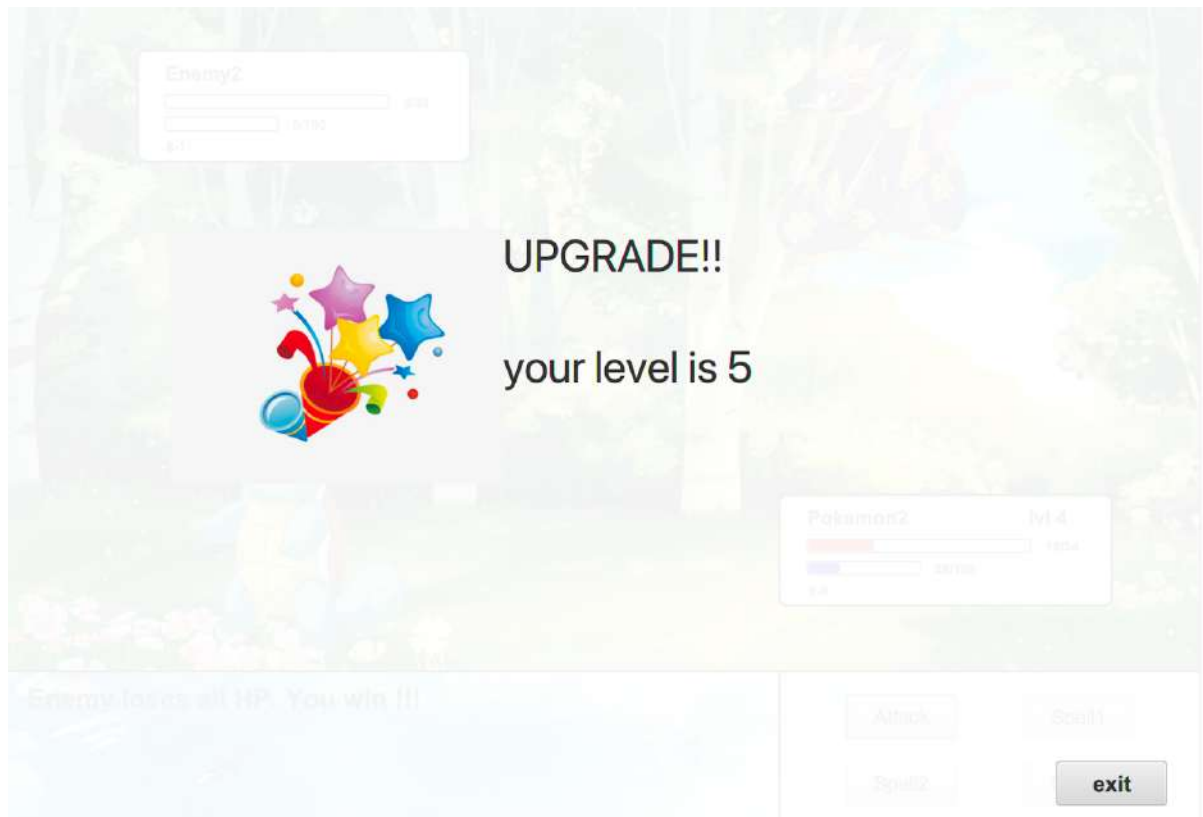 Enemy2
UPGRADE!!
your level is 5
Pokemon2 lvl 4
Enemy loses all HP. You win !!!
Attack Spell1
Spell2
exit